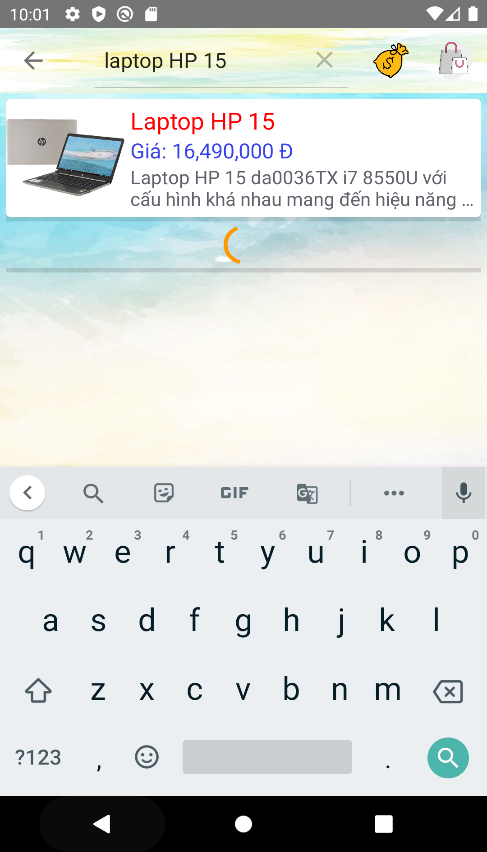 10:01
laptop HP 15
Laptop HP 15
Giá: 16,490,000 Đ
Laptop HP 15 da0036TX i7 8550U với
cấu hình khá nhau mang đến hiệu năng ...
GIF
1 2 3 4 5 6 7 8 9 0
q w e r t y u i o p
a s d f g h j k l
z x c v b n m
?123 , .